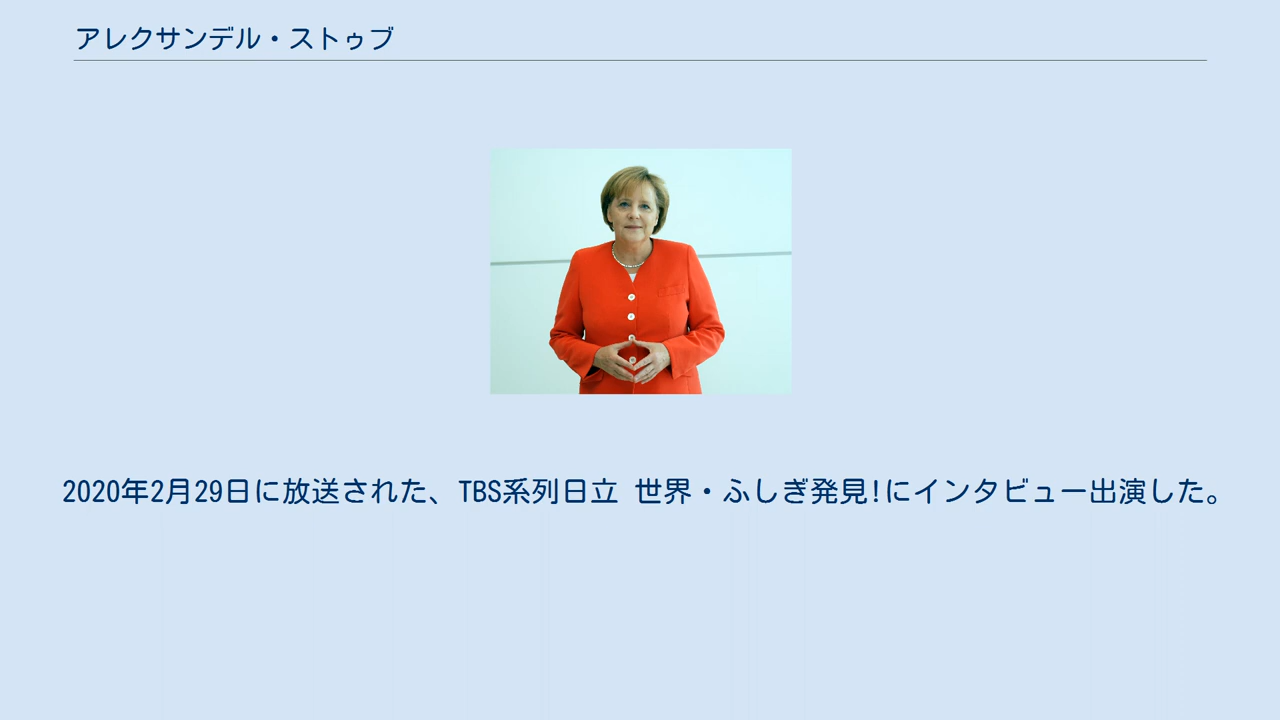 アレクサンデル・ストゥブ
2020年2月29日に放送された、TBS系列日立 世界・ふしぎ発見!にインタビュー出演した。